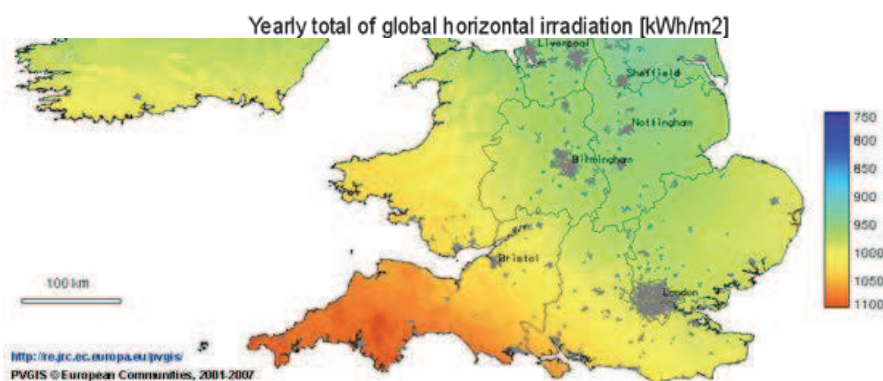 Yearly total of global horizontal irradiation [kWh/m2]
Liverpool
Sheffield
Nottingham
Birmingham
Bristol
London
750
800
850
900
950
1000
1050
1100
100 km
http://re.jrc.ec.europa.eu/pvgis/
PVGIS © European Communities, 2001-2007